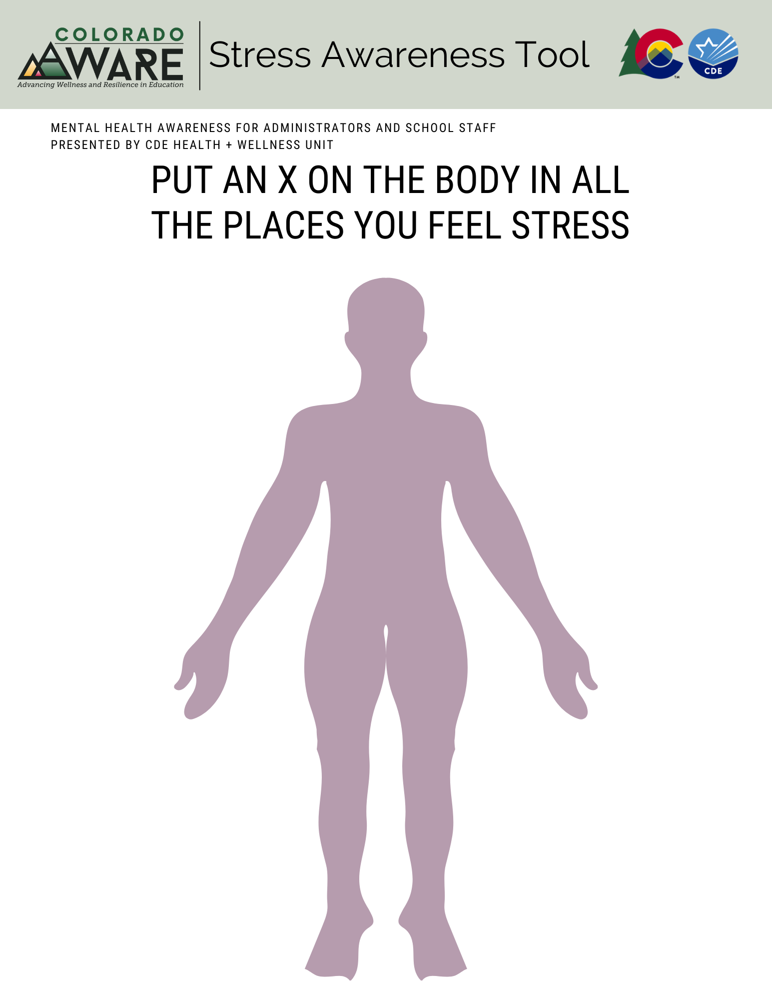 COLORADO
AWARE
Advancing Wellness and Resilience in Education
Stress Awareness Tool
TM
CDE
MENTAL HEALTH AWARENESS FOR ADMINISTRATORS AND SCHOOL STAFF
PRESENTED BY CDE HEALTH + WELLNESS UNIT
PUT AN X ON THE BODY IN ALL
THE PLACES YOU FEEL STRESS